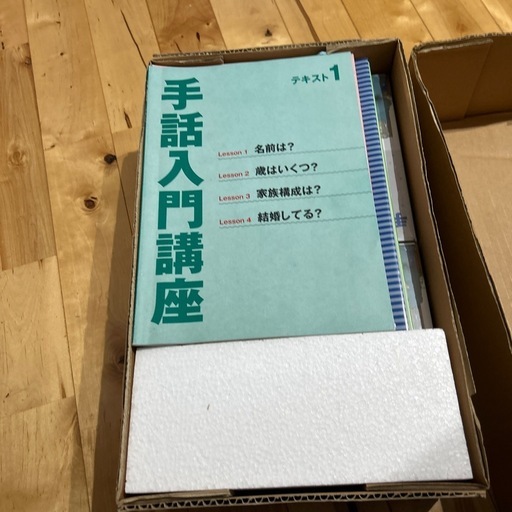 テキスト1
手話入門講座
Lesson 1 名前は?
Lesson 2 歳はいくつ?
Lesson 3 家族構成は?
Lesson 4 結婚してる?